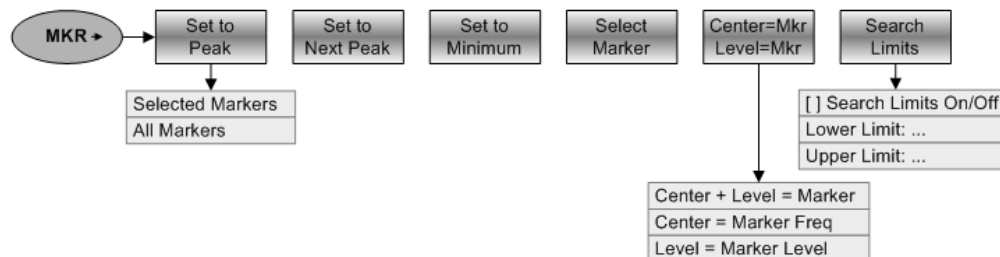 MKR
Set to
Peak
Set to
Next Peak
Set to
Minimum
Select
Marker
Center=Mkr
Level=Mkr
Search
Limits
Selected Markers
All Markers
[ ] Search Limits On/Off
Lower Limit: ...
Upper Limit: ...
Center + Level = Marker
Center = Marker Freq
Level = Marker Level